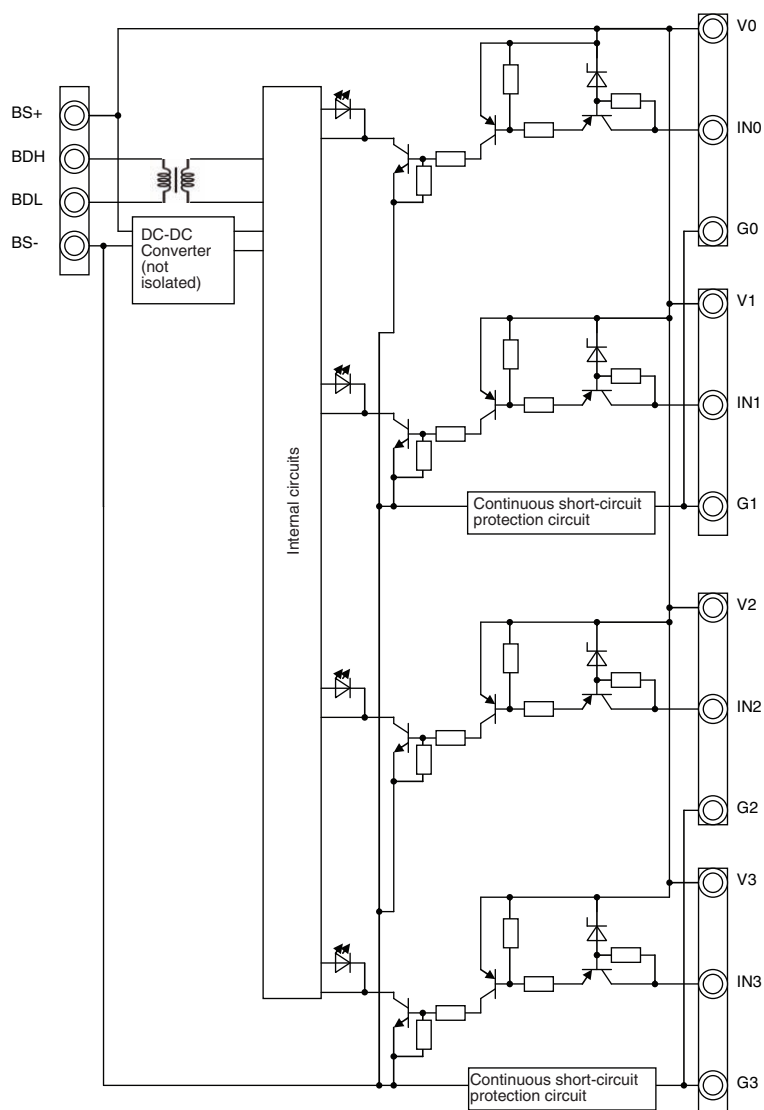 V0
BS+
IN0
BDH
BDL
G0
BS-
DC-DC
Converter
(not
isolated)
V1
IN1
Internal circuits
Continuous short-circuit
protection circuit
G1
V2
IN2
G2
V3
IN3
Continuous short-circuit
protection circuit
G3